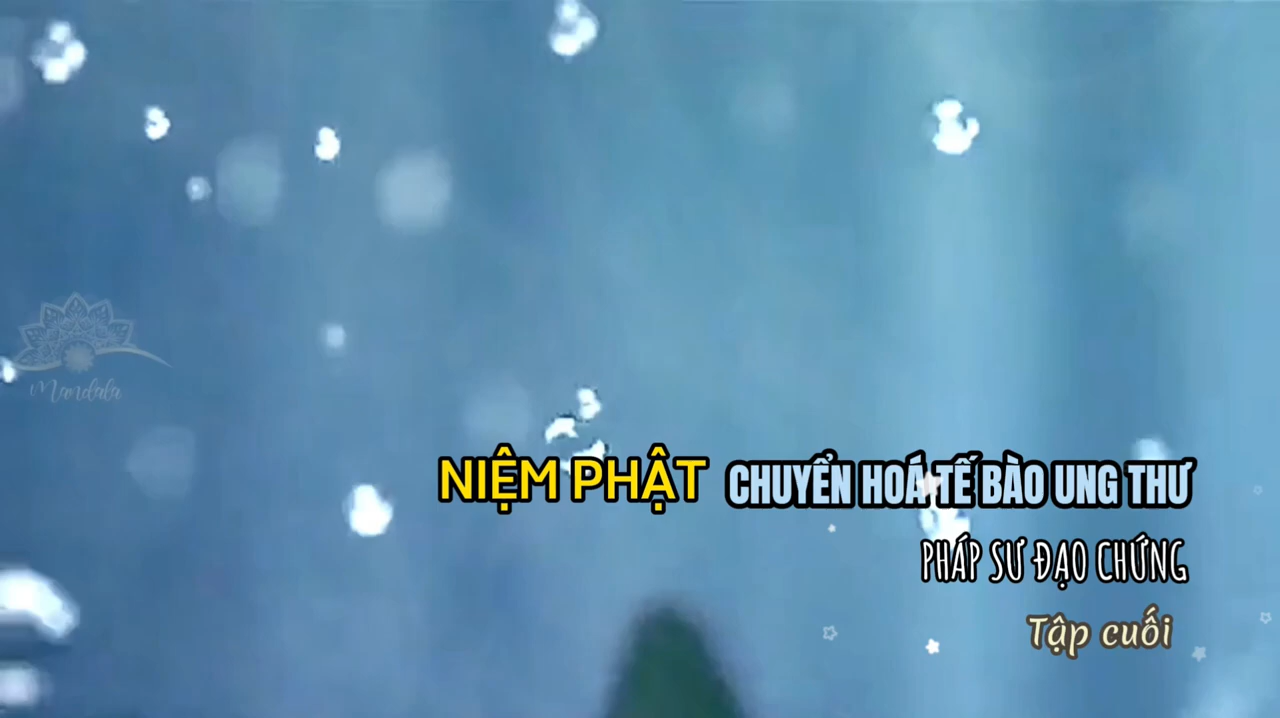 Mandala
NIỆM PHẬT CHUYỂN HOÁ TẾ BÀO UNG THƯ
PHÁP SƯ ĐẠO CHỨNG
Tập cuối